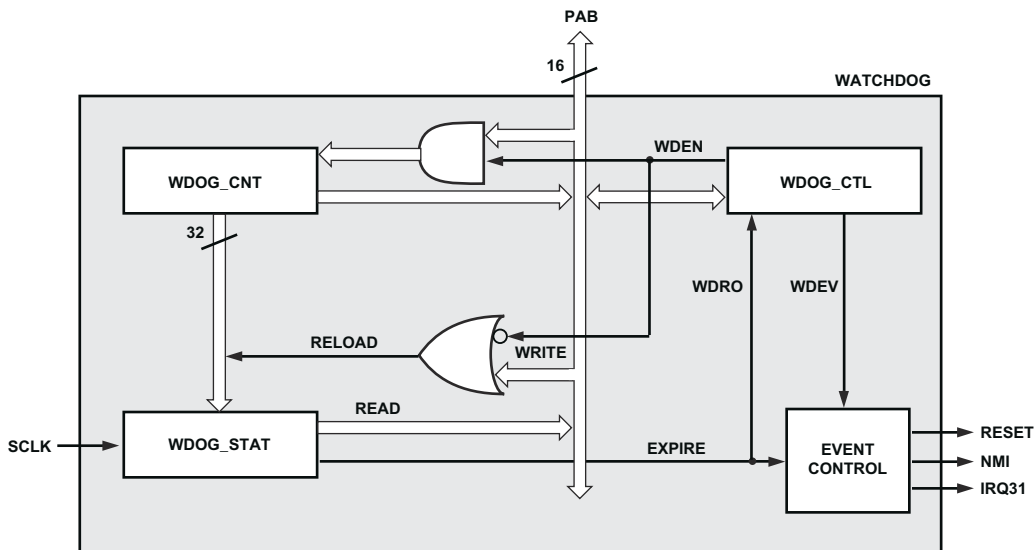 PAB
16
WATCHDOG
WDEN
WDOG_CNT
WDOG_CTL
32
WDRO
WDEV
RELOAD
WRITE
READ
SCLK
WDOG_STAT
EXPIRE
EVENT
CONTROL
RESET
NMI
IRQ31